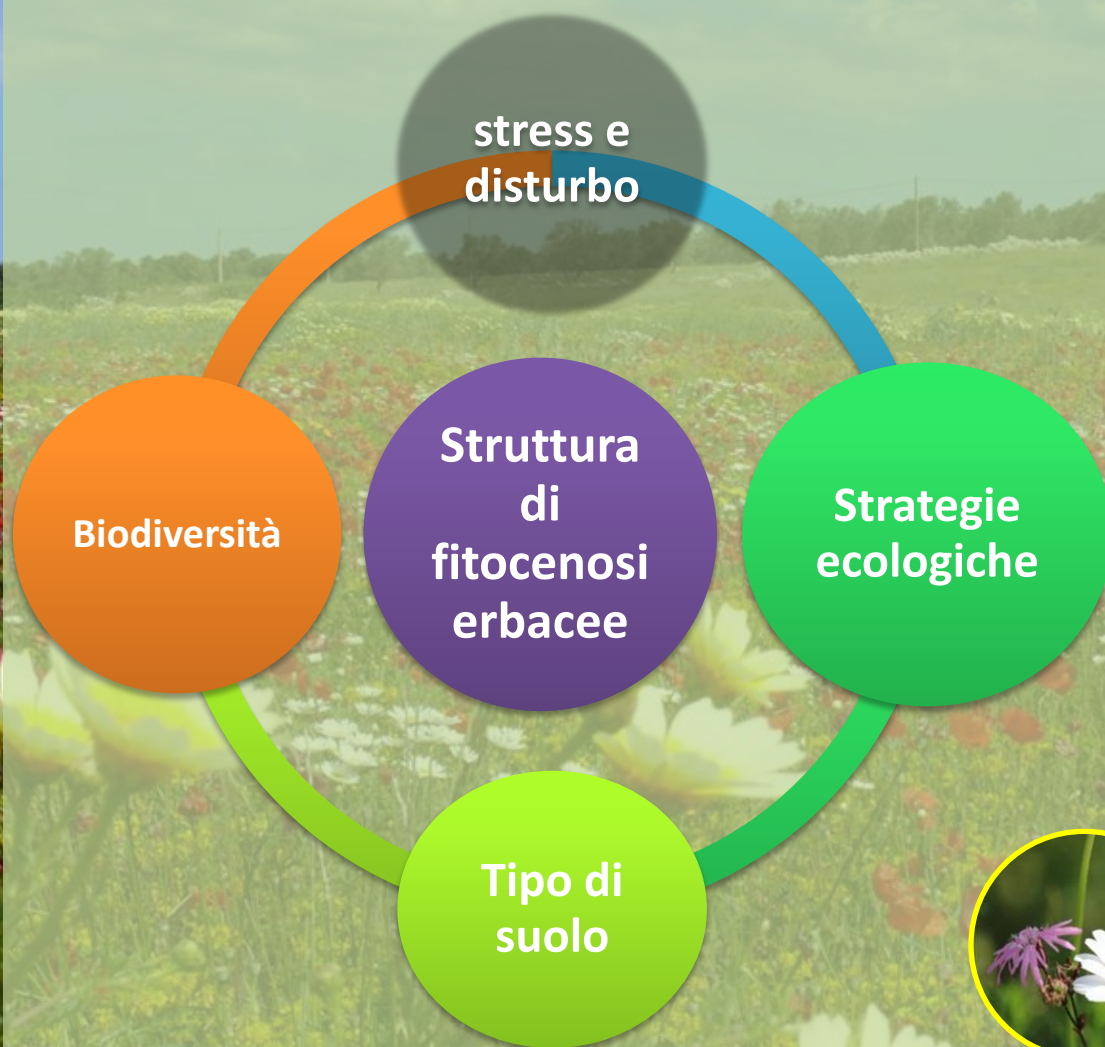 stress e
disturbo
Biodiversità
Struttura
di
fitocenosi
erbacee
Strategie
ecologiche
Tipo di
suolo